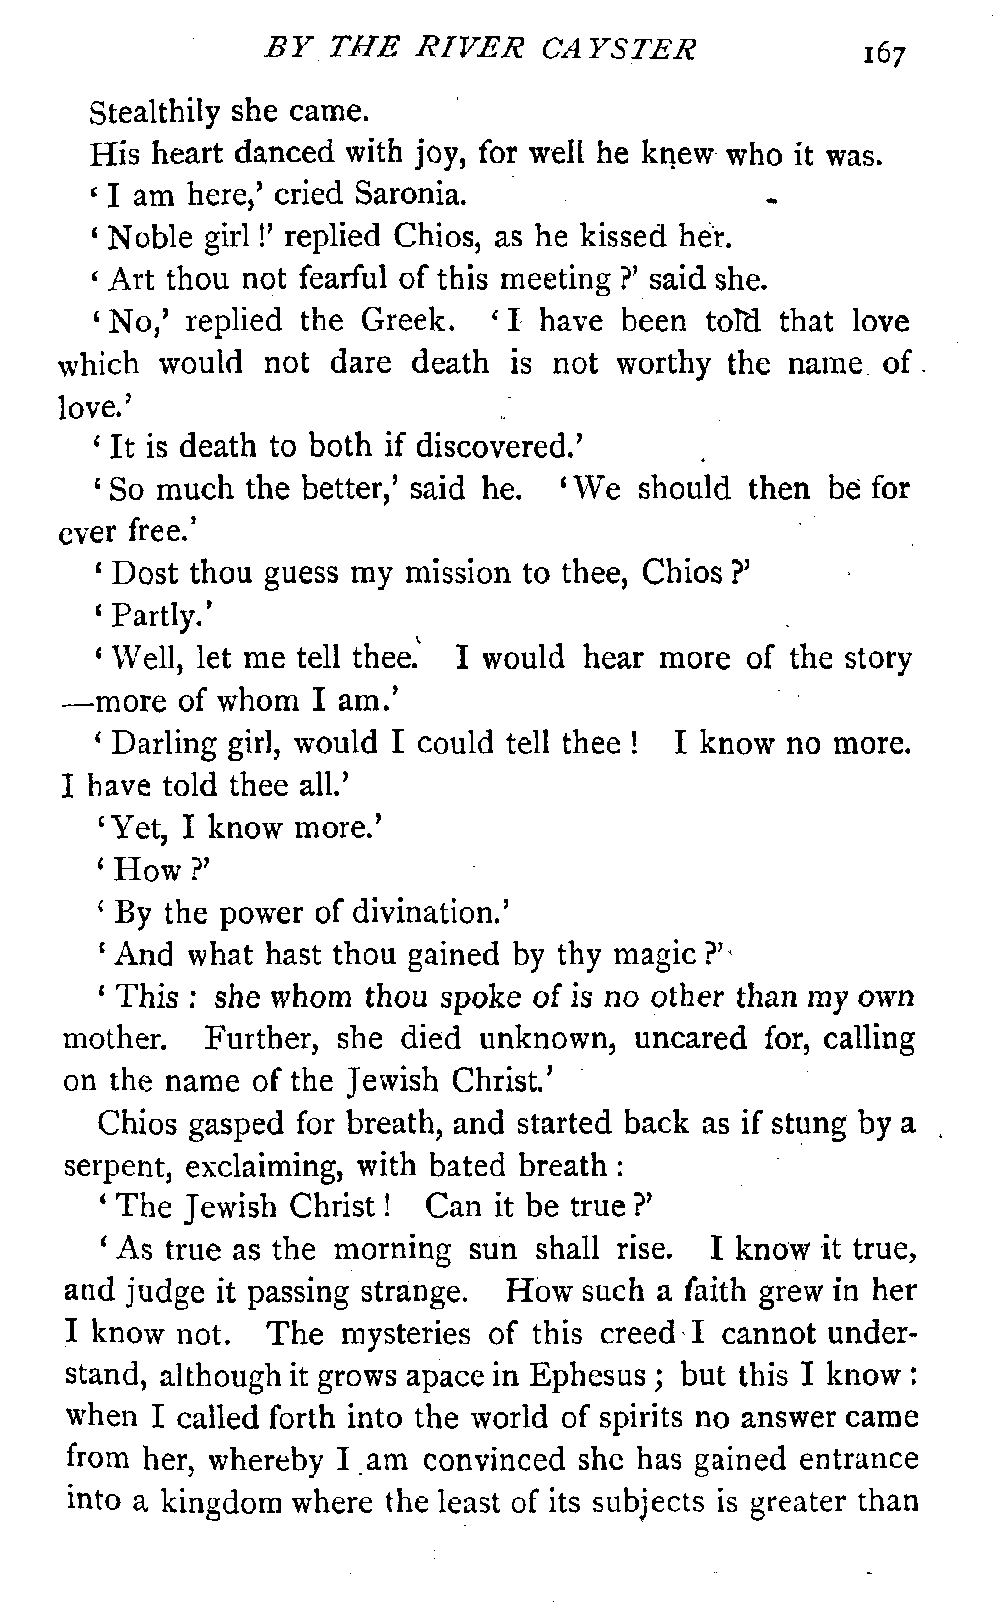 BY THE RIVER CAYSTER 167
Stealthily she came.
His heart danced with joy, for well he knew who it was.
‘ I am here,’ cried Saronia.
‘ Noble girl !’ replied Chios, as he kissed her.
‘ Art thou not fearful of this meeting ?’ said she.
‘ No,’ replied the Greek. ‘ I have been told that love
which would not dare death is not worthy the name of
love.’
‘ It is death to both if discovered.’
‘ So much the better,’ said he. ‘ We should then be for
ever free.’
‘ Dost thou guess my mission to thee, Chios ?’
‘ Partly.’
‘ Well, let me tell thee. I would hear more of the story
—more of whom I am.’
‘ Darling girl, would I could tell thee ! I know no more.
I have told thee all.’
‘ Yet, I know more.’
‘ How ?’
‘ By the power of divination.’
‘ And what hast thou gained by thy magic ?’
‘ This : she whom thou spoke of is no other than my own
mother. Further, she died unknown, uncared for, calling
on the name of the Jewish Christ.’
Chios gasped for breath, and started back as if stung by a
serpent, exclaiming, with bated breath :
‘ The Jewish Christ ! Can it be true ?’
‘ As true as the morning sun shall rise. I know it true,
and judge it passing strange. How such a faith grew in her
I know not. The mysteries of this creed I cannot under-
stand, although it grows apace in Ephesus ; but this I know :
when I called forth into the world of spirits no answer came
from her, whereby I am convinced she has gained entrance
into a kingdom where the least of its subjects is greater than